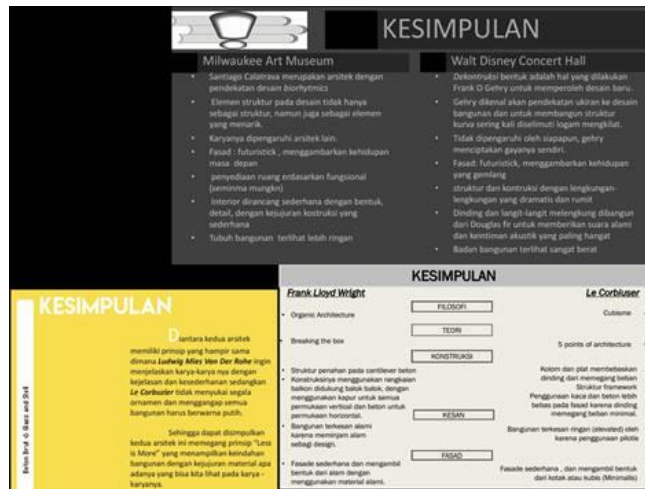 KESIMPULAN
Milwaukee Art Museum
• Santiago Calatrava merupakan arsitek dengan
pendekatan desain biorhytmics
• Elemen struktur pada desain tidak hanya
sebagai struktur, namun juga sebagai elemen
yang menarik.
• Karyanya dipengaruhi arsitek lain.
• Fasad : futuristick , menggambarkan kehidupan
masa depan
• penyediaan ruang erdasarkan fungsional
(seminma mungkn)
• Interior dirancang sederhana dengan bentuk,
detail, dengan kejujuran kostruksi yang
sederhana
• Tubuh bangunan terlihat lebih ringan
Walt Disney Concert Hall
• Dekontruksi bentuk adalah hal yang dilakukan
Frank O Gehry untuk memperoleh desain baru.
• Gehry dikenal akan pendekatan ukiran ke desain
bangunan dan untuk membangun struktur
kurva sering kali diselimuti logam mengkilat.
• Tidak dipengaruhi oleh siapapun, gehry
menciptakan gayanya sendiri.
• Fasad: futuristick, menggambarkan kehidupan
yang gemlang
• struktur dan kontruksi dengan lengkungan-
lengkungan yang dramatis dan rumit
• Dinding dan langit-langit melengkung dibangun
dari Douglas fir untuk memberikan suara alami
dan keintiman akustik yang paling hangat
• Badan bangunan terlihat sangat berat
KESIMPULAN
Diantara kedua arsitek
memiliki prinsip yang hampir sama
dimana Ludwig Mies Van Der Rohe ingin
menjelaskan karya-karya nya dengan
kejelasan dan kesederhanan sedangkan
Le Corbuzier tidak menyukai segala
ornamen dan menggangap semua
bangunan harus berwarna putih.
Sehingga dapat disimpulkan
kedua arsitek ini memegang prinsip "Less
is More" yang menampilkan keindahan
bangunan dengan kejujuran material apa
adanya yang bisa kita lihat pada karya -
karyanya.
KESIMPULAN
Frank Lloyd Wright
• Organic Architecture
• Breaking the box
• Struktur penahan pada cantiliver beton
• Konstruksinya menggunakan rangkaian
balkon didukung balok balok, dengan
menggunakan kapur untuk semua
permukaan vertical dan beton untuk
permukaan horizontal.
• Bangunan terkesan alami
karena meminjam alam
sebagi design.
• Fasade sederhana dan mengambil
bentuk dari alam dengan
menggunakan material alami.
FILOSOFI
TEORI
KONSTRUKSI
KESAN
FASAD
Le Corbiuser
Cubisme
5 points of architecture
Kolom dan plat membebaskan
dinding dari memegang beban
Struktur framework
Penggunaan kaca dan beton lebih
bebas pada fasad karena dinding
memegang beban minimal.
Bangunan terkesan ringan (elevated) oleh
karena penggunaan pilotis
Fasade sederhana , dan mengambil bentuk
dari kotak atau kubis (Minimalis)